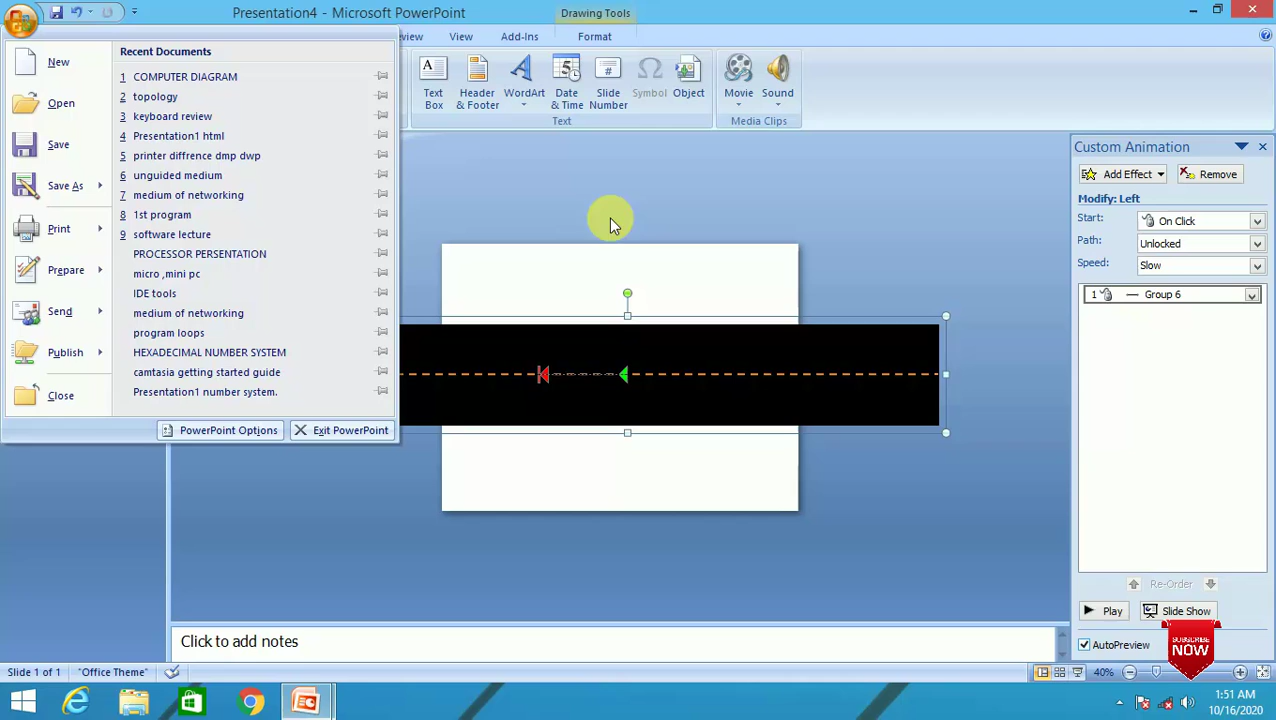 Presentation4 - Microsoft PowerPoint
Drawing Tools
eview
View
Add-Ins
Format
New
Open
Save
Save As
Print
Prepare
Send
Publish
Close
Recent Documents
1 COMPUTER DIAGRAM
2 topology
3 keyboard review
4 Presentation1 html
5 printer diffrence dmp dwp
6 unguided medium
7 medium of networking
8 1st program
9 software lecture
PROCESSOR PERSENTATION
micro ,mini pc
IDE tools
medium of networking
program loops
HEXADECIMAL NUMBER SYSTEM
camtasia getting started guide
Presentation1 number system.
PowerPoint Options
Exit PowerPoint
Text Box
Header & Footer
WordArt
Date & Time
Slide Number
Symbol
Object
Text
Movie
Sound
Media Clips
Custom Animation
Add Effect
Remove
Modify: Left
Start:
On Click
Path:
Unlocked
Speed:
Slow
1
Group 6
Re-Order
Play
Slide Show
AutoPreview
SUBSCRIBE
NOW
Click to add notes
Slide 1 of 1
"Office Theme"
40%
1:51 AM
10/16/2020